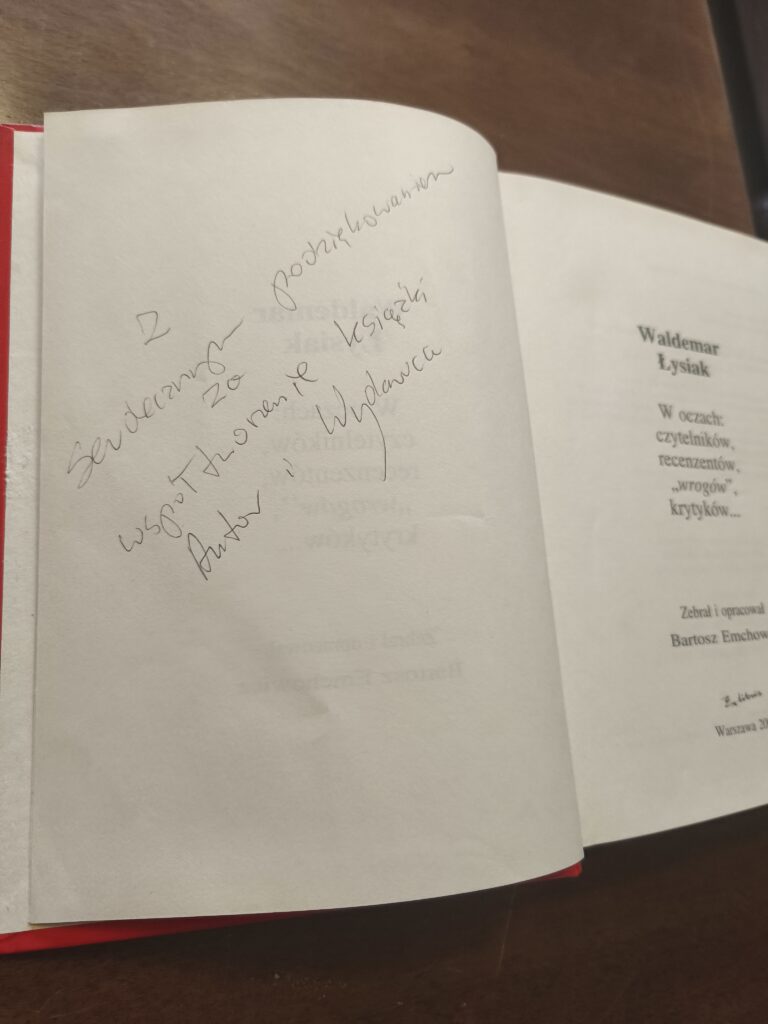 Z
serdecznym podziękowaniem
za
współtworzenie książki
Autor i Wydawca
Waldemar
Łysiak
W oczach:
czytelników,
recenzentów,
„wrogów”,
krytyków...
Zebrał i opracował
Bartosz Emchow
Warszawa 20